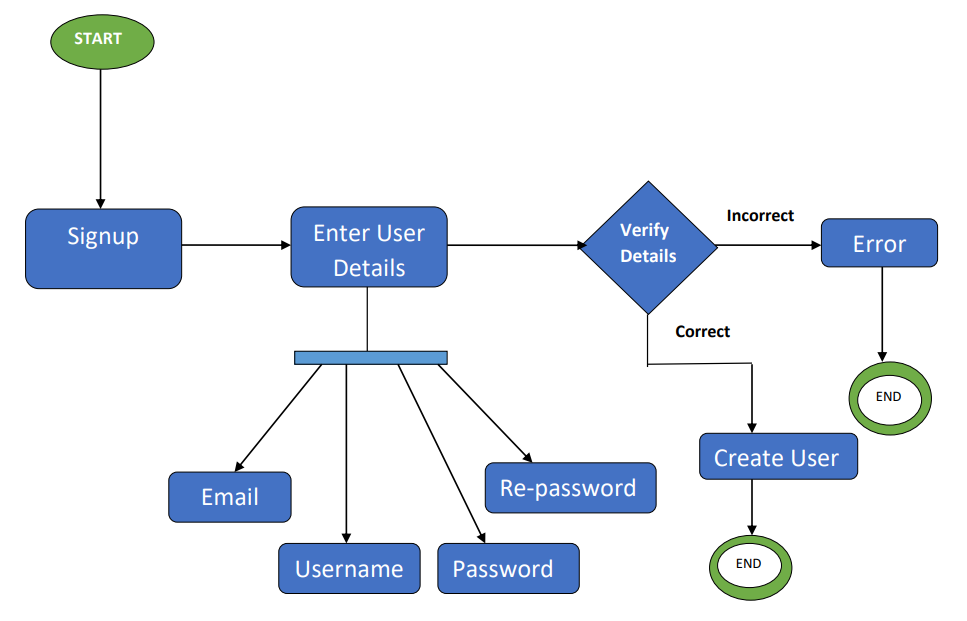 START
Signup
Enter User
Details
Verify
Details
Incorrect
Error
Correct
END
Create User
Email
Re-password
Username
Password
END